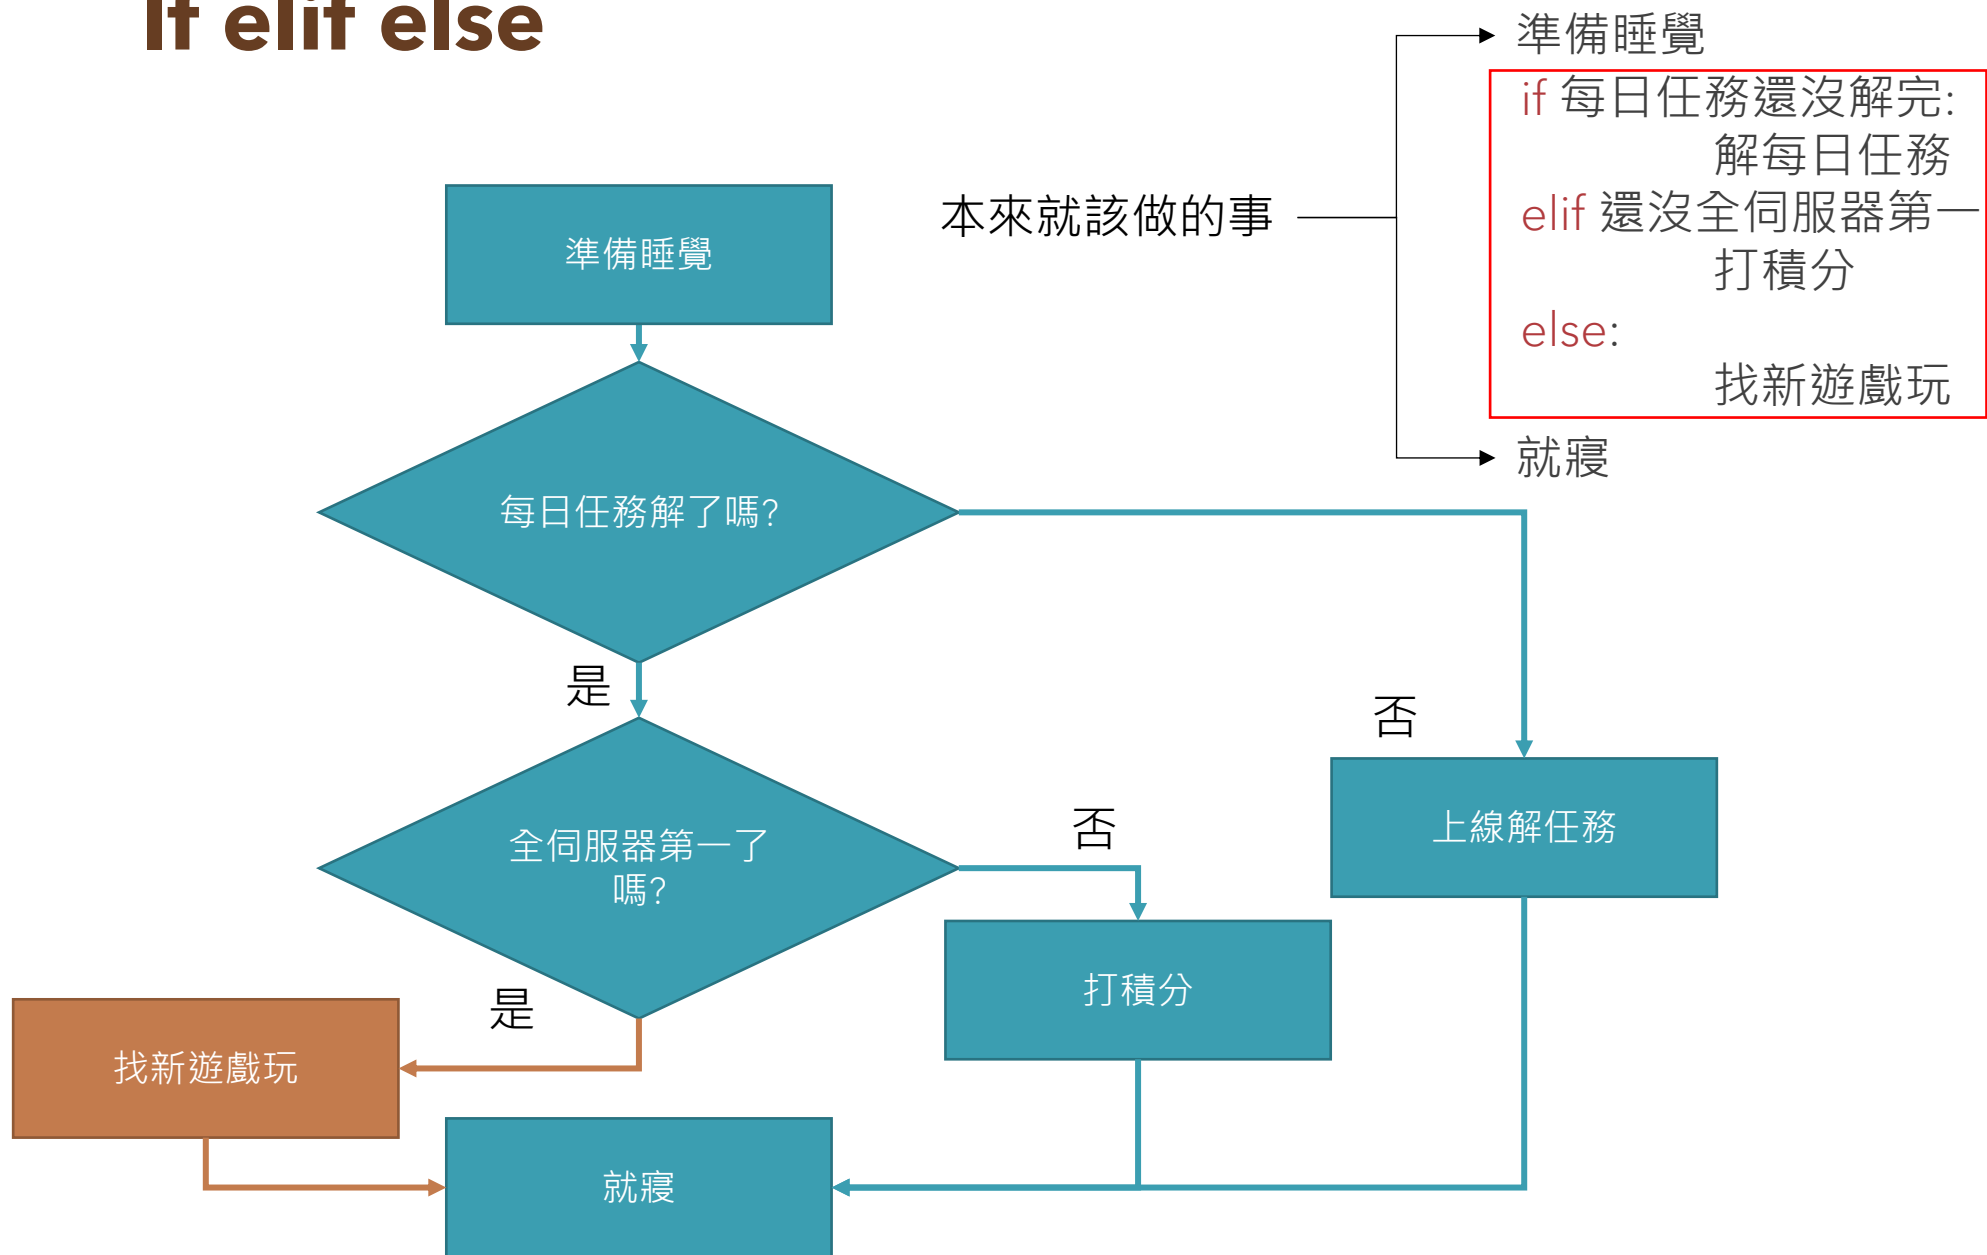 If elif else
準備睡覺
if 每日任務還沒解完:
解每日任務
elif 還沒全伺服器第一
打積分
else:
找新遊戲玩
就寢
本來就該做的事
準備睡覺
每日任務解了嗎?
是
否
全伺服器第一了
嗎?
否
上線解任務
打積分
是
找新遊戲玩
就寢